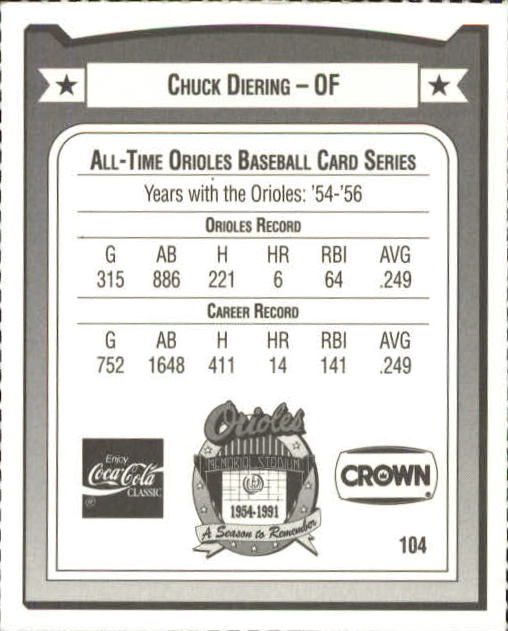 CHUCK DIERING – OF
ALL-TIME ORIOLES BASEBALL CARD SERIES
Years with the Orioles: '54-'56
ORIOLES RECORD
G AB H HR RBI AVG
315 886 221 6 64 .249
CAREER RECORD
G AB H HR RBI AVG
752 1648 411 14 141 .249
Enjoy
Coca-Cola
CLASSIC
®
Orioles
MEMORIAL STADIUM
1954-1991
A Season to Remember
CROWN
®
104